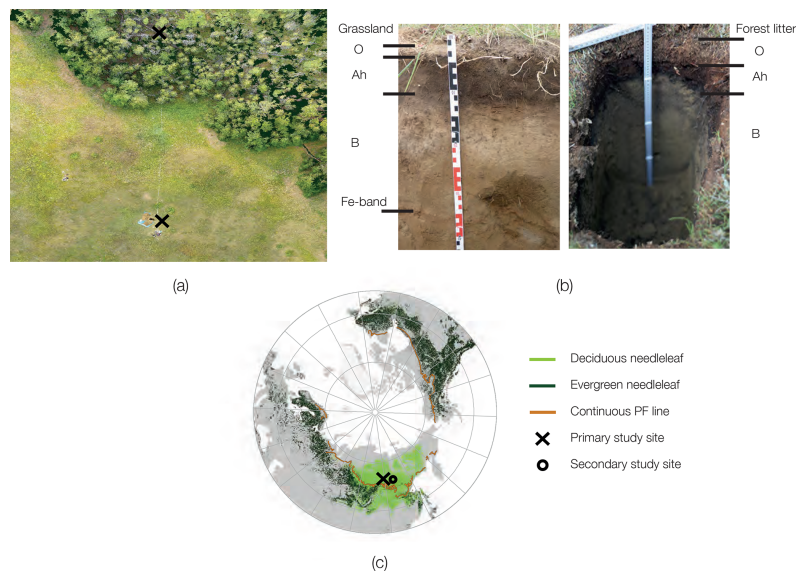 Grassland
O
Ah
B
Fe-band
Forest litter
O
Ah
B
(a)
(b)
Deciduous needleleaf
Evergreen needleleaf
Continuous PF line
Primary study site
Secondary study site
(c)